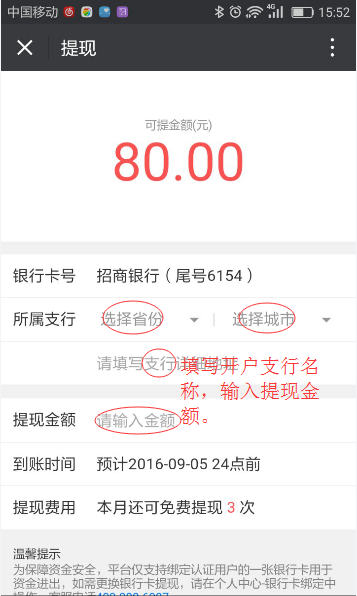 中国移动
4G
15:52
提现
可提金额(元)
80.00
银行卡号 招商银行（尾号6154）
所属支行 选择省份 选择城市
请填写支行
填写开户支行名
称，输入提现金
额。
提现金额 请输入金额
到账时间 预计2016-09-05 24点前
提现费用 本月还可免费提现 3 次
温馨提示
为保障资金安全，平台仅支持绑定认证用户的一张银行卡用于
资金进出，如需更换银行卡提现，请在个人中心-银行卡绑定中